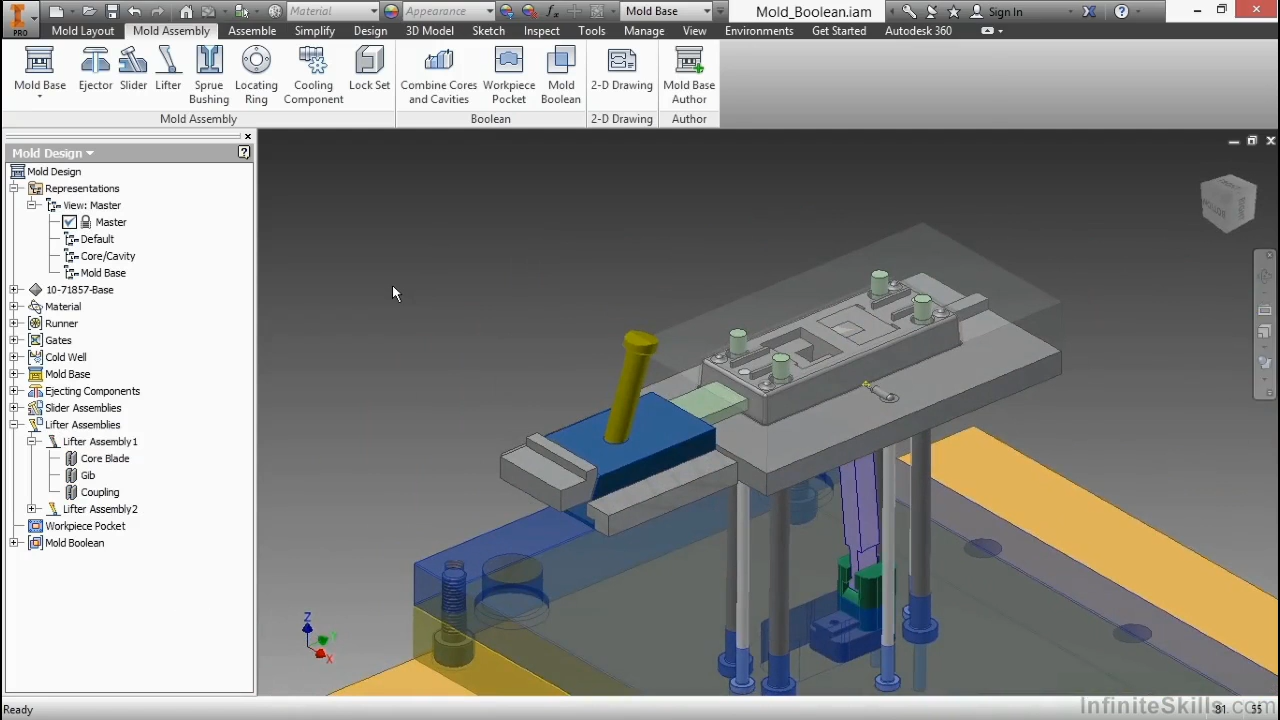 Material
Appearance
Mold Base
Mold_Boolean.iam
Sign In
PRO
Mold Layout
Mold Assembly
Assemble
Simplify
Design
3D Model
Sketch
Inspect
Tools
Manage
View
Environments
Get Started
Autodesk 360
Mold Base
Ejector
Slider
Lifter
Sprue Bushing
Locating Ring
Cooling Component
Lock Set
Combine Cores and Cavities
Workpiece Pocket
Mold Boolean
2-D Drawing
Mold Base Author
Mold Assembly
Boolean
2-D Drawing
Author
Mold Design
Mold Design
Representations
View: Master
Master
Default
Core/Cavity
Mold Base
10-71857-Base
Material
Runner
Gates
Cold Well
Mold Base
Ejecting Components
Slider Assemblies
Lifter Assemblies
Lifter Assembly1
Core Blade
Gib
Coupling
Lifter Assembly2
Workpiece Pocket
Mold Boolean
Z
Y
X
Ready
InfiniteSkills.com
81
55